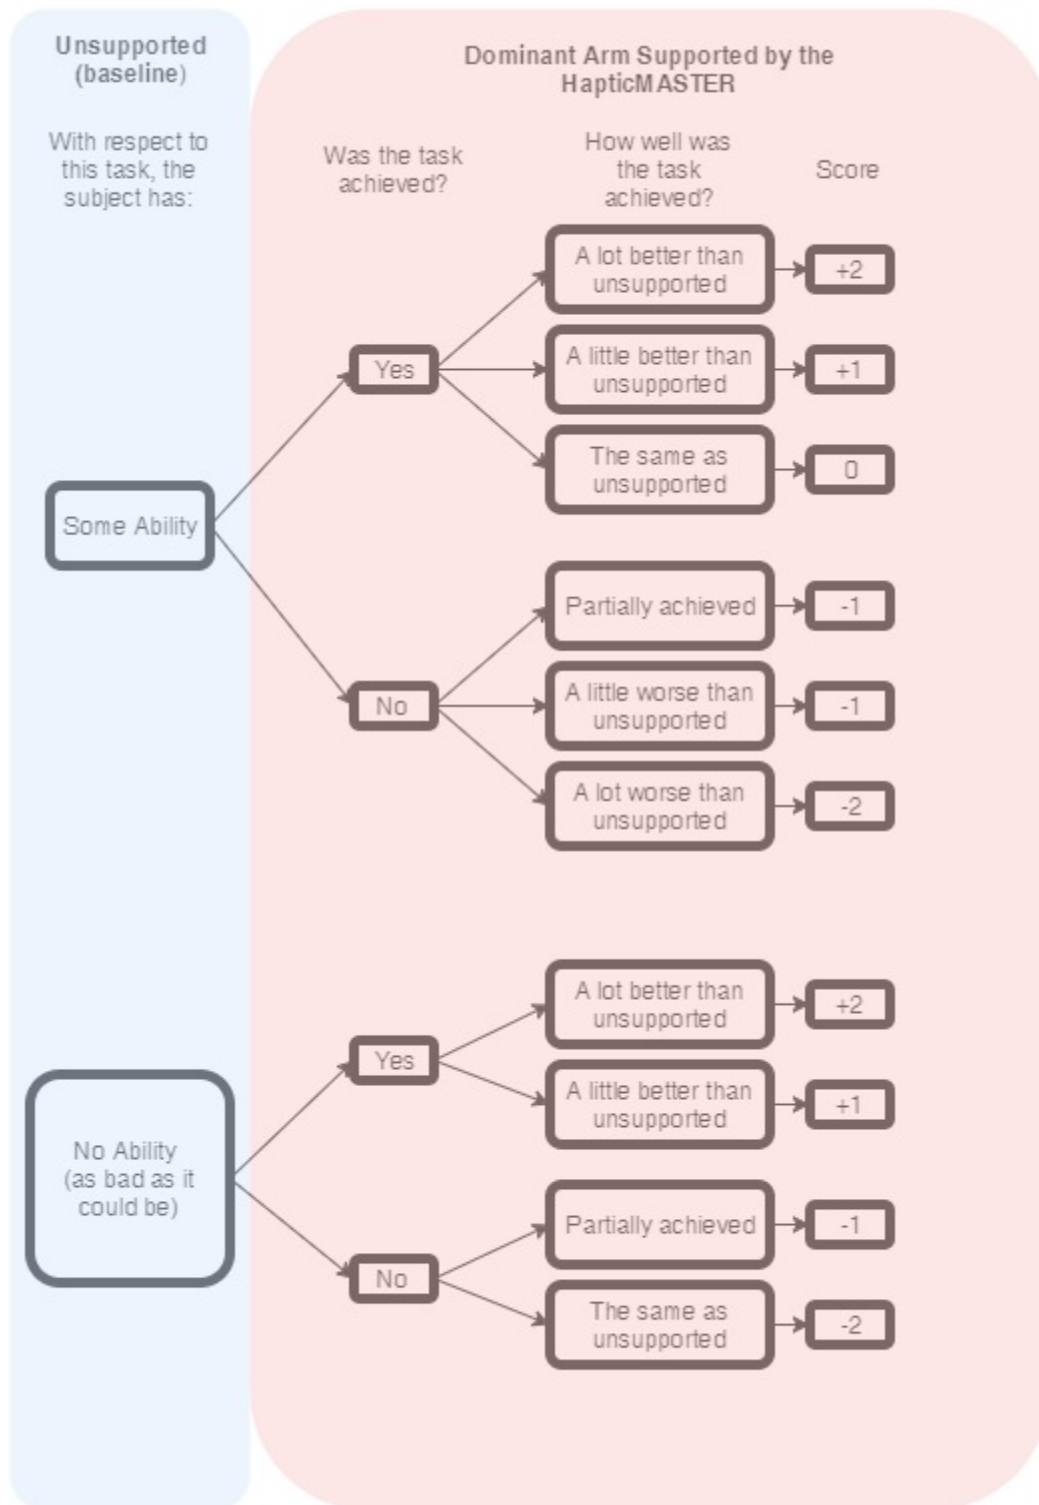 Unsupported
(baseline)
Dominant Arm Supported by the
HapticMASTER
With respect to
this task, the
subject has:
Was the task
achieved?
How well was
the task
achieved?
Score
A lot better than
unsupported
+2
Yes
A little better than
unsupported
+1
The same as
unsupported
0
Some Ability
Partially achieved
-1
No
A little worse than
unsupported
-1
A lot worse than
unsupported
-2
A lot better than
unsupported
+2
Yes
A little better than
unsupported
+1
No Ability
(as bad as it
could be)
Partially achieved
-1
No
The same as
unsupported
-2